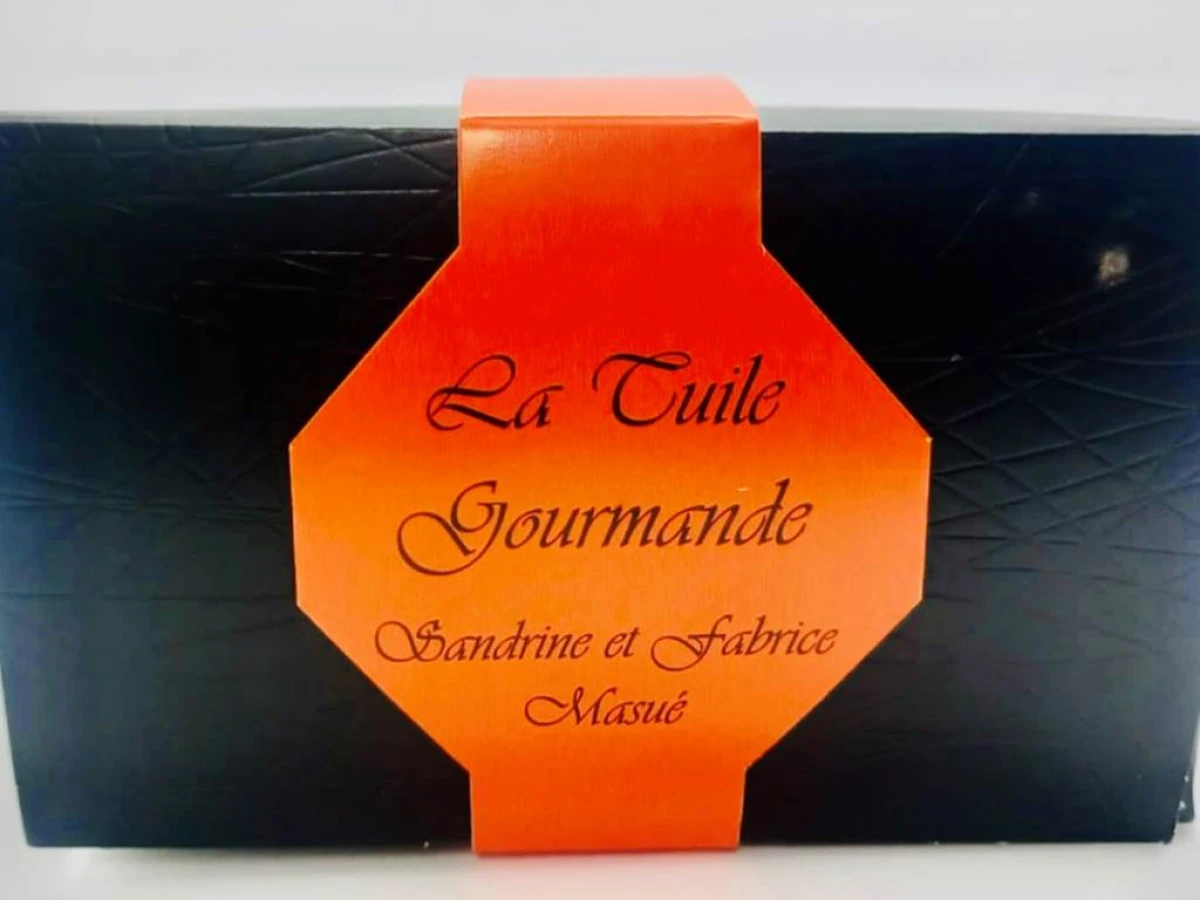 La Tuile
Gourmande
Sandrine et Fabrice
Masué